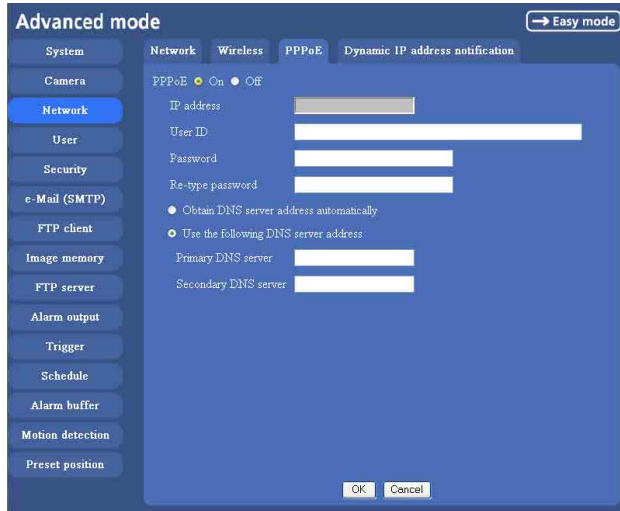 Advanced mode
→ Easy mode
System
Camera
Network
User
Security
e-Mail (SMTP)
FTP client
Image memory
FTP server
Alarm output
Trigger
Schedule
Alarm buffer
Motion detection
Preset position
Network Wireless PPPoE Dynamic IP address notification
PPPoE On Off
IP address
User ID
Password
Re-type password
Obtain DNS server address automatically
Use the following DNS server address
Primary DNS server
Secondary DNS server
OK Cancel